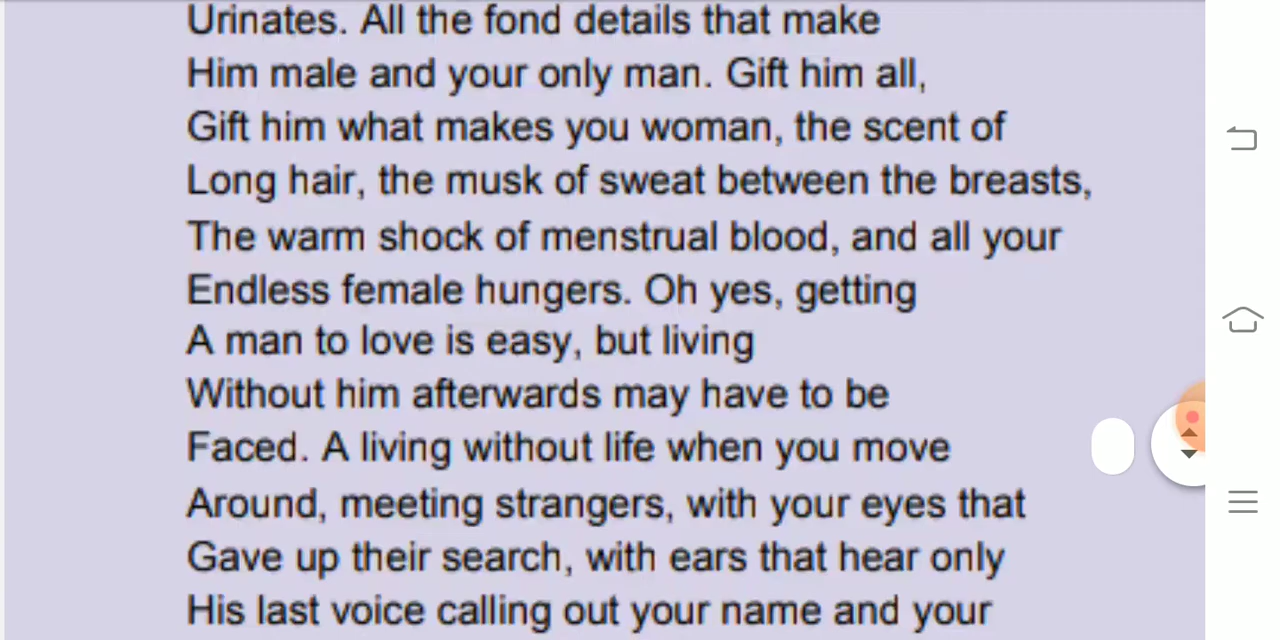 Urinates. All the fond details that make
Him male and your only man. Gift him all,
Gift him what makes you woman, the scent of
Long hair, the musk of sweat between the breasts,
The warm shock of menstrual blood, and all your
Endless female hungers. Oh yes, getting
A man to love is easy, but living
Without him afterwards may have to be
Faced. A living without life when you move
Around, meeting strangers, with your eyes that
Gave up their search, with ears that hear only
His last voice calling out your name and your